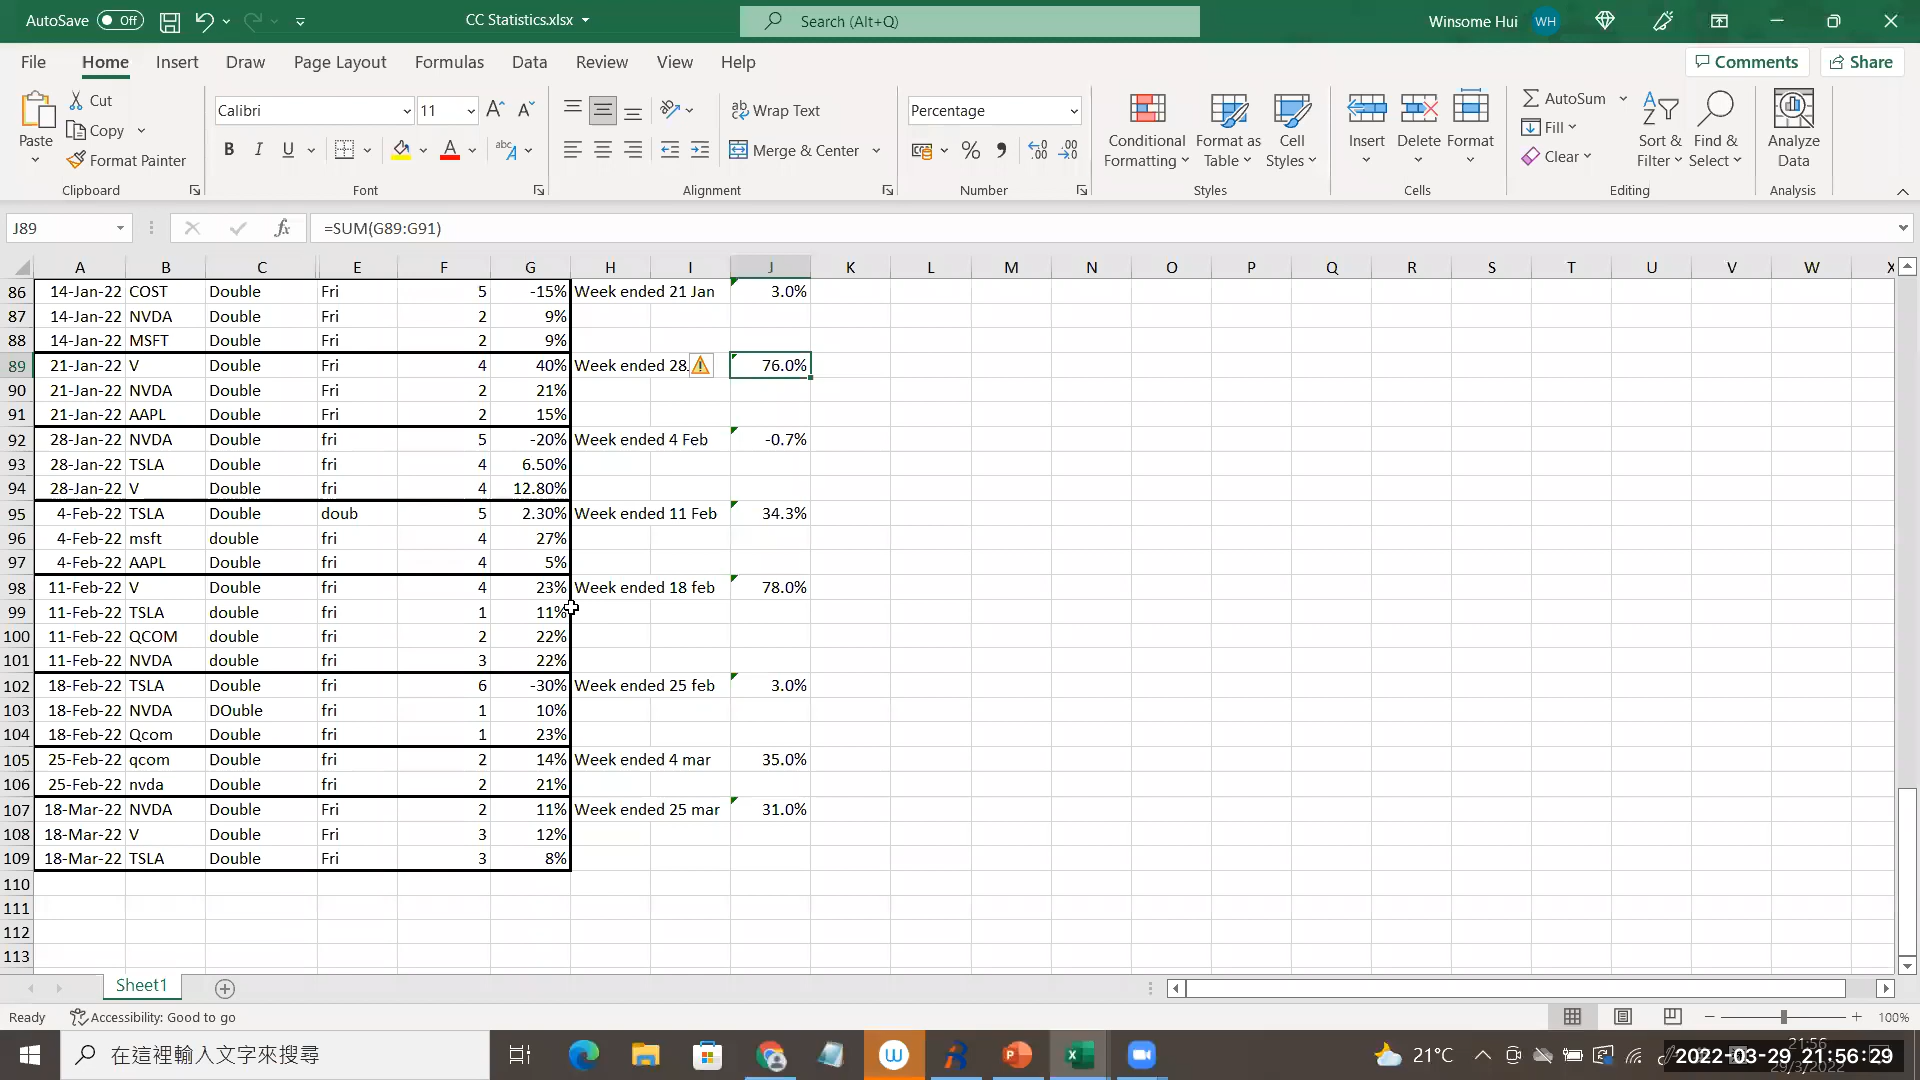 AutoSave Off CC Statistics.xlsx Search (Alt+Q) Winsome Hui WH
File Home Insert Draw Page Layout Formulas Data Review View Help Comments Share
Paste Cut Copy Format Painter Clipboard
Calibri 11 B I U A Font
Wrap Text Merge & Center Alignment
Percentage % Number
Conditional Formatting Format as Table Cell Styles Styles
Insert Delete Format Cells
AutoSum Fill Clear Sort & Filter Find & Select Editing
Analyze Data Analysis
J89 fx =SUM(G89:G91)
A B C E F G H I J K L M N O P Q R S T U V W X
86 14-Jan-22 COST Double Fri 5 -15% Week ended 21 Jan 3.0%
87 14-Jan-22 NVDA Double Fri 2 9%
88 14-Jan-22 MSFT Double Fri 2 9%
89 21-Jan-22 V Double Fri 4 40% Week ended 28 76.0%
90 21-Jan-22 NVDA Double Fri 2 21%
91 21-Jan-22 AAPL Double Fri 2 15%
92 28-Jan-22 NVDA Double fri 5 -20% Week ended 4 Feb -0.7%
93 28-Jan-22 TSLA Double fri 4 6.50%
94 28-Jan-22 V Double fri 4 12.80%
95 4-Feb-22 TSLA Double doub 5 2.30% Week ended 11 Feb 34.3%
96 4-Feb-22 msft double fri 4 27%
97 4-Feb-22 AAPL Double fri 4 5%
98 11-Feb-22 V Double fri 4 23% Week ended 18 feb 78.0%
99 11-Feb-22 TSLA double fri 1 11%
100 11-Feb-22 QCOM double fri 2 22%
101 11-Feb-22 NVDA double fri 3 22%
102 18-Feb-22 TSLA Double fri 6 -30% Week ended 25 feb 3.0%
103 18-Feb-22 NVDA DOuble fri 1 10%
104 18-Feb-22 Qcom Double fri 1 23%
105 25-Feb-22 qcom Double fri 2 14% Week ended 4 mar 35.0%
106 25-Feb-22 nvda Double fri 2 21%
107 18-Mar-22 NVDA Double Fri 2 11% Week ended 25 mar 31.0%
108 18-Mar-22 V Double Fri 3 12%
109 18-Mar-22 TSLA Double Fri 3 8%
110
111
112
113
Sheet1
Ready Accessibility: Good to go 100%
在這裡輸入文字來搜尋 21°C 2022-03-29 21:56:29